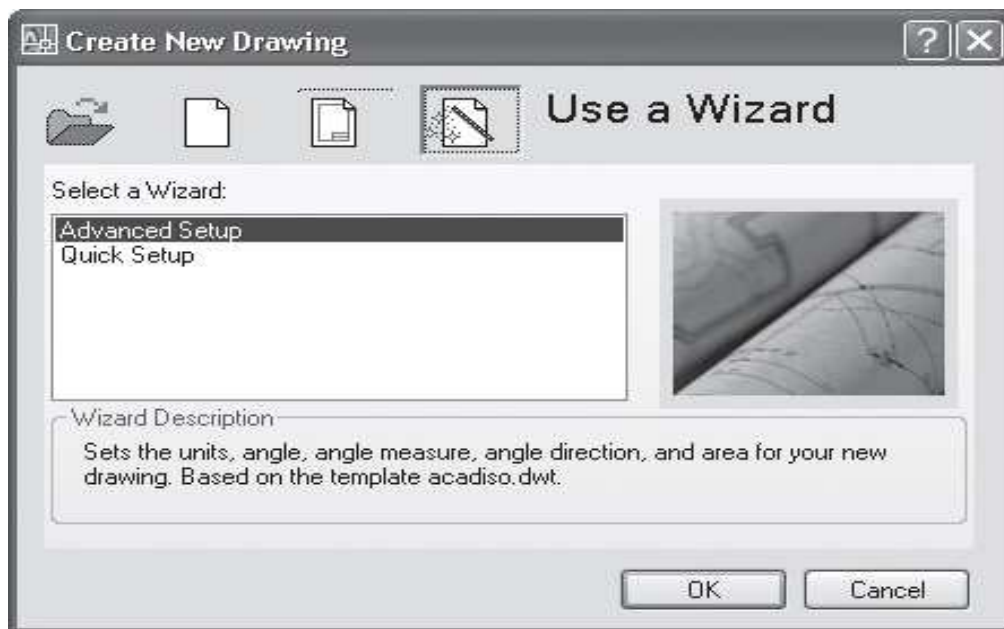 Create New Drawing
Use a Wizard
Select a Wizard:
Advanced Setup
Quick Setup
Wizard Description
Sets the units, angle, angle measure, angle direction, and area for your new
drawing. Based on the template acadiso.dwt.
OK
Cancel